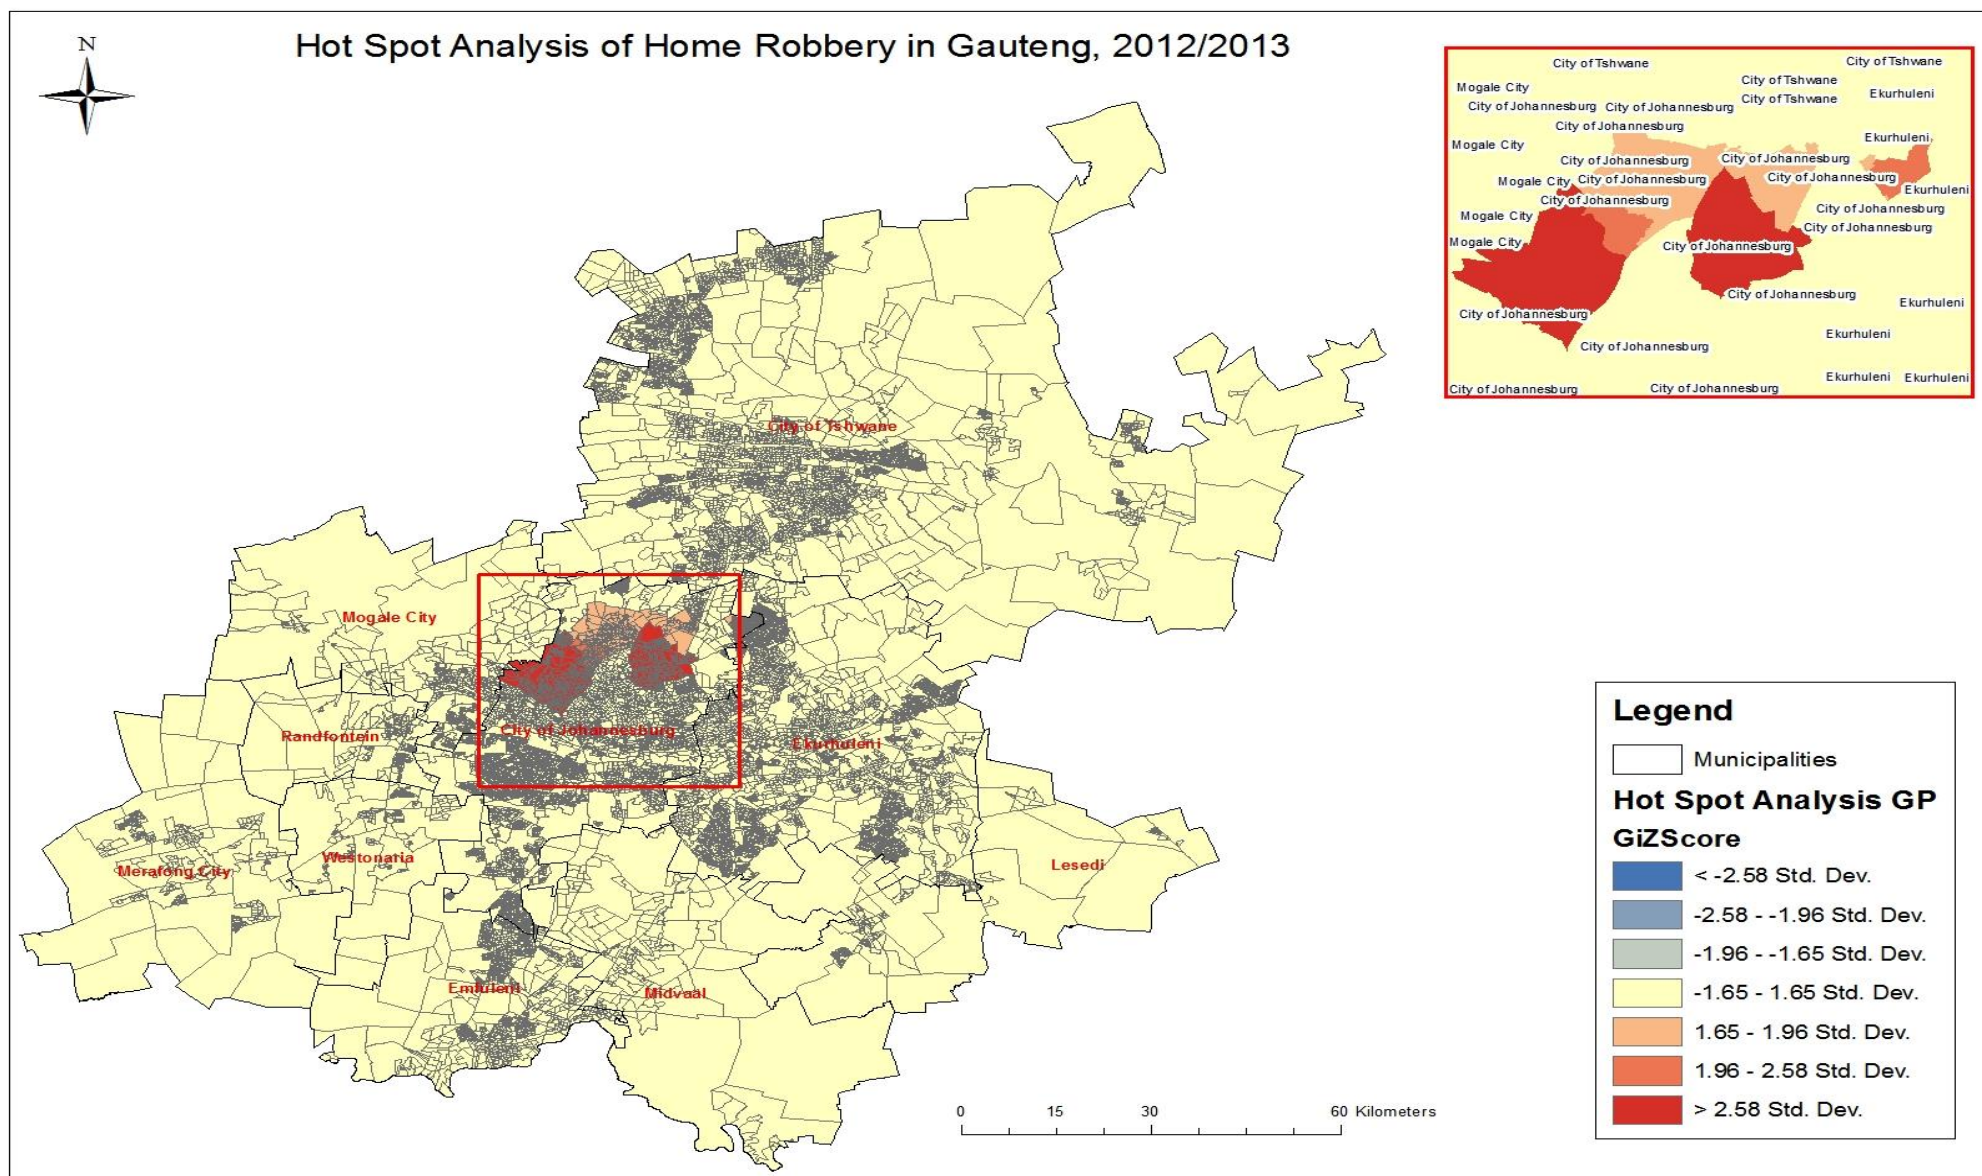 Hot Spot Analysis of Home Robbery in Gauteng, 2012/2013
N
City of Tshwane
City of Tshwane
City of Tshwane
Mogale City
City of Tshwane
Ekurhuleni
City of Johannesburg
City of Johannesburg
City of Johannesburg
Ekurhuleni
Mogale City
City of Johannesburg
City of Johannesburg
Mogale City
City of Johannesburg
City of Johannesburg
Ekurhuleni
City of Johannesburg
Mogale City
City of Johannesburg
City of Johannesburg
Mogale City
City of Johannesburg
City of Johannesburg
Ekurhuleni
City of Johannesburg
Ekurhuleni
City of Johannesburg
Ekurhuleni
Ekurhuleni
City of Johannesburg
City of Johannesburg
City of Tshwane
Mogale City
Randfontein
City of Johannesburg
Ekurhuleni
Merafong City
Westonaria
Lesedi
Emfuleni
Midvaal
Legend
Municipalities
Hot Spot Analysis GP
GiZScore
< -2.58 Std. Dev.
-2.58 - -1.96 Std. Dev.
-1.96 - -1.65 Std. Dev.
-1.65 - 1.65 Std. Dev.
1.65 - 1.96 Std. Dev.
1.96 - 2.58 Std. Dev.
> 2.58 Std. Dev.
0 15 30 60 Kilometers